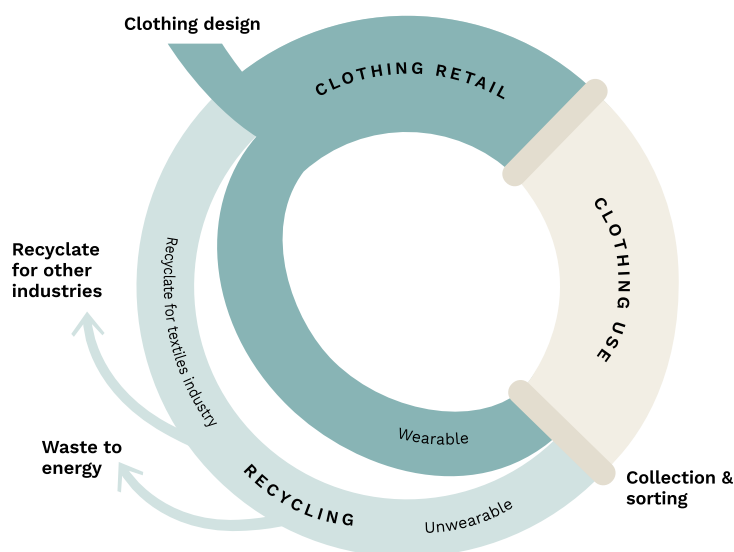 Clothing design
CLOTHING RETAIL
CLOTHING USE
Recyclate
for other
industries
Recyclate for textiles industry
Waste to
energy
RECYCLING
Wearable
Unwearable
Collection &
sorting